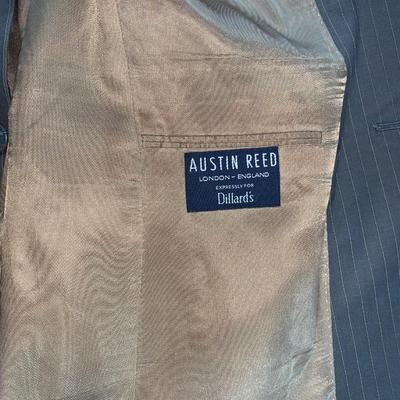 AUSTIN REED
LONDON - ENGLAND
EXPRESSLY FOR
Dillard's